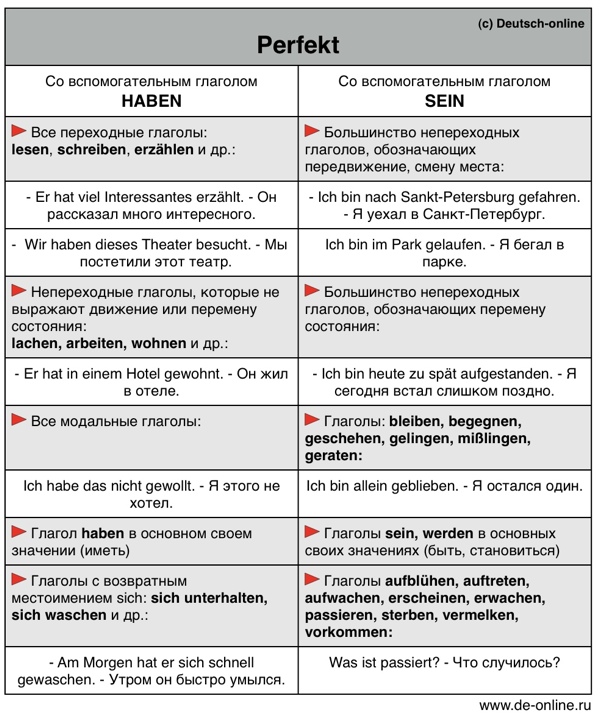 (c) Deutsch-online
Perfekt
Со вспомогательным глаголом
HABEN
Со вспомогательным глаголом
SEIN
Все переходные глаголы:
lesen, schreiben, erzählen и др.:
Большинство непереходных
глаголов, обозначающих
передвижение, смену места:
- Er hat viel Interessantes erzählt. - Он
рассказал много интересного.
- Ich bin nach Sankt-Petersburg gefahren.
- Я уехал в Санкт-Петербург.
- Wir haben dieses Theater besucht. - Мы
постетили этот театр.
Ich bin im Park gelaufen. - Я бегал в
парке.
Непереходные глаголы, которые не
выражают движение или перемену
состояния:
lachen, arbeiten, wohnen и др.:
Большинство непереходных
глаголов, обозначающих перемену
состояния:
- Er hat in einem Hotel gewohnt. - Он жил
в отеле.
- Ich bin heute zu spät aufgestanden. - Я
сегодня встал слишком поздно.
Все модальные глаголы:
Глаголы: bleiben, begegnen,
geschehen, gelingen, mißlingen,
geraten:
Ich habe das nicht gewollt. - Я этого не
хотел.
Ich bin allein geblieben. - Я остался один.
Глагол haben в основном своем
значении (иметь)
Глаголы sein, werden в основных
своих значениях (быть, становиться)
Глаголы с возвратным
местоимением sich: sich unterhalten,
sich waschen и др.:
Глаголы aufblühen, auftreten,
aufwachen, erscheinen, erwachen,
passieren, sterben, vermelken,
vorkommen:
- Am Morgen hat er sich schnell
gewaschen. - Утром он быстро умылся.
Was ist passiert? - Что случилось?
www.de-online.ru